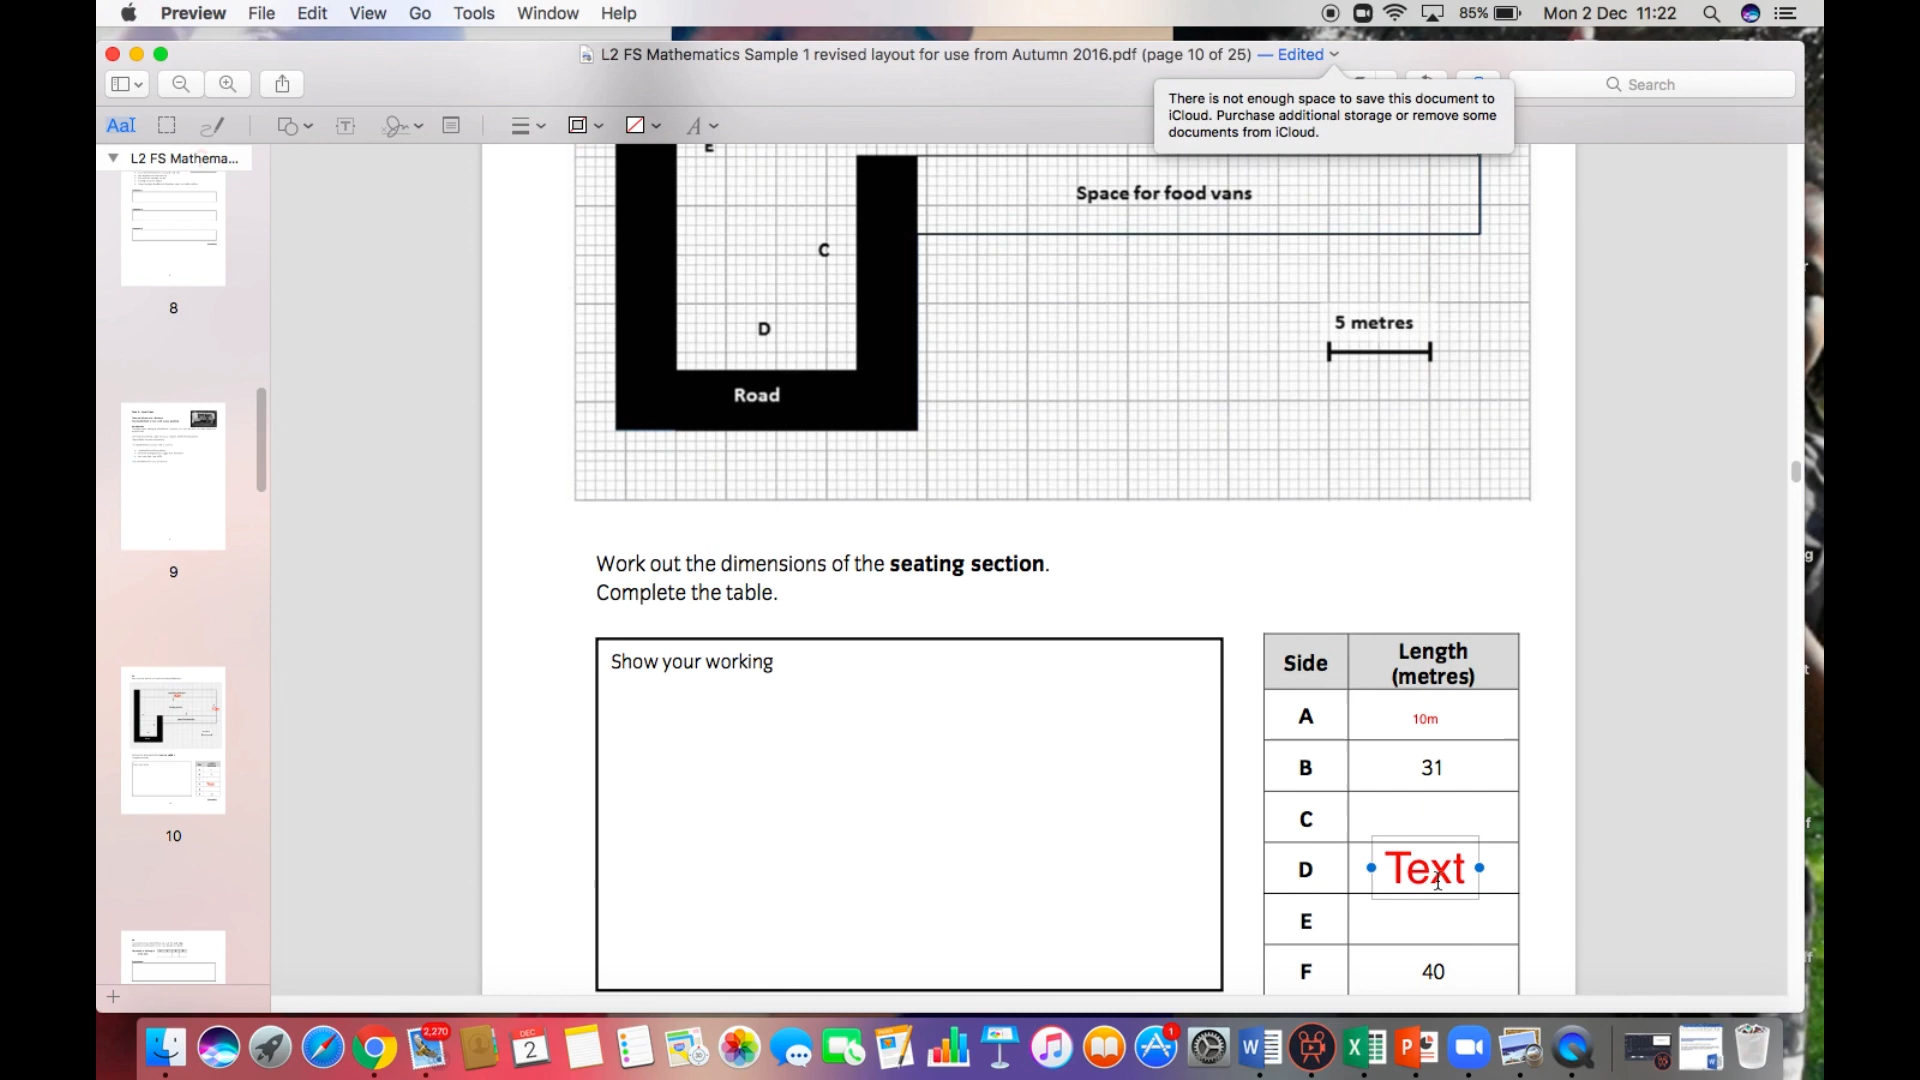 Preview File Edit View Go Tools Window Help
85% Mon 2 Dec 11:22
L2 FS Mathematics Sample 1 revised layout for use from Autumn 2016.pdf (page 10 of 25) — Edited
Search
There is not enough space to save this document to
iCloud. Purchase additional storage or remove some
documents from iCloud.
AaI
T
A
L2 FS Mathema...
8
9
10
E
Space for food vans
C
D
5 metres
Road
Work out the dimensions of the seating section.
Complete the table.
Show your working
Side Length
(metres)
A 10m
B 31
C
D Text
E
F 40
2,270
DEC
2
1